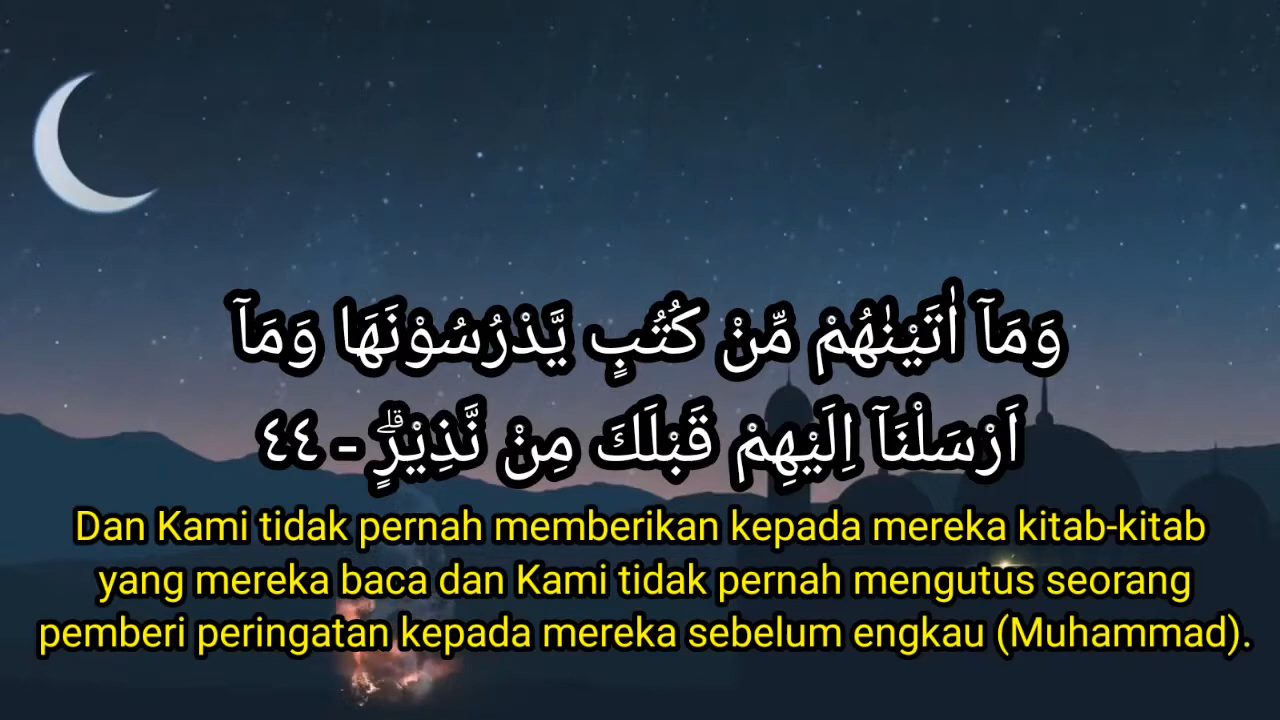 وَمَآ اٰتَيْنٰهُمْ مِّنْ كُتُبٍ يَّدْرُسُوْنَهَا وَمَآ
اَرْسَلْنَآ اِلَيْهِمْ قَبْلَكَ مِنْ نَّذِيْرٍۗ - ٤٤
Dan Kami tidak pernah memberikan kepada mereka kitab-kitab
yang mereka baca dan Kami tidak pernah mengutus seorang
pemberi peringatan kepada mereka sebelum engkau (Muhammad).